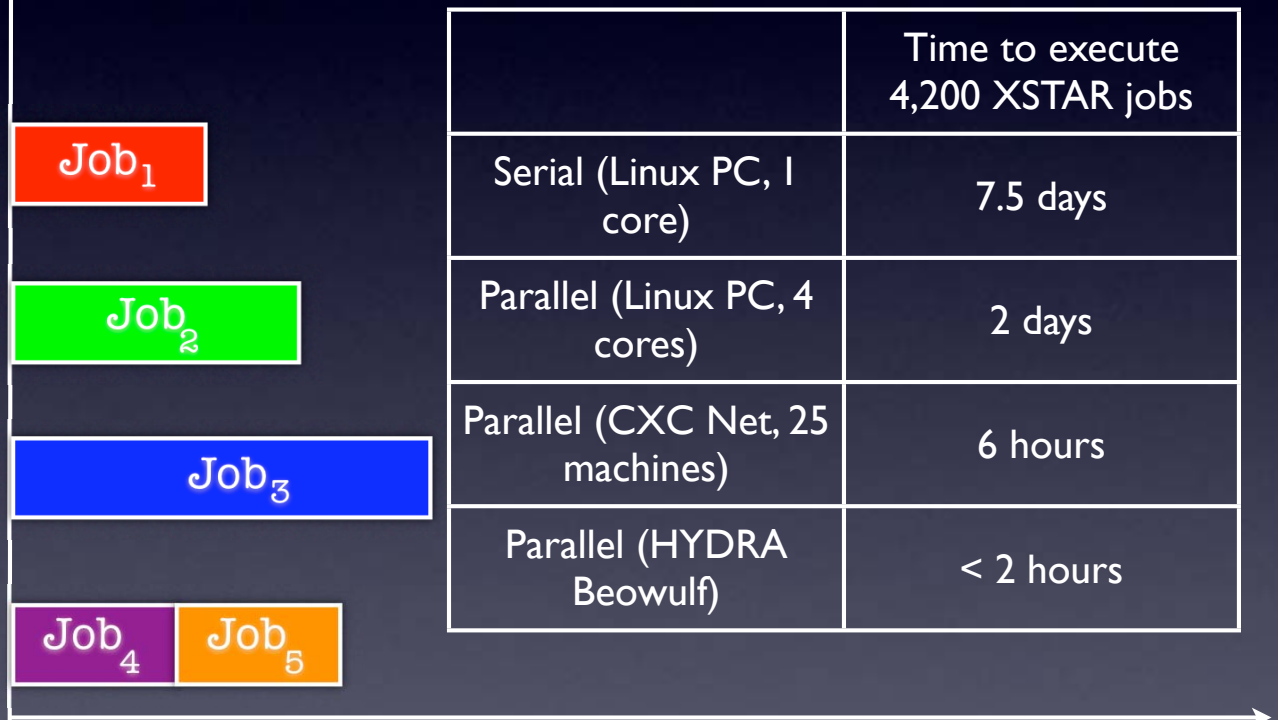 Job1
Job2
Job3
Job4 Job5
Time to execute
4,200 XSTAR jobs
Serial (Linux PC, 1
core)
7.5 days
Parallel (Linux PC, 4
cores)
2 days
Parallel (CXC Net, 25
machines)
6 hours
Parallel (HYDRA
Beowulf)
< 2 hours